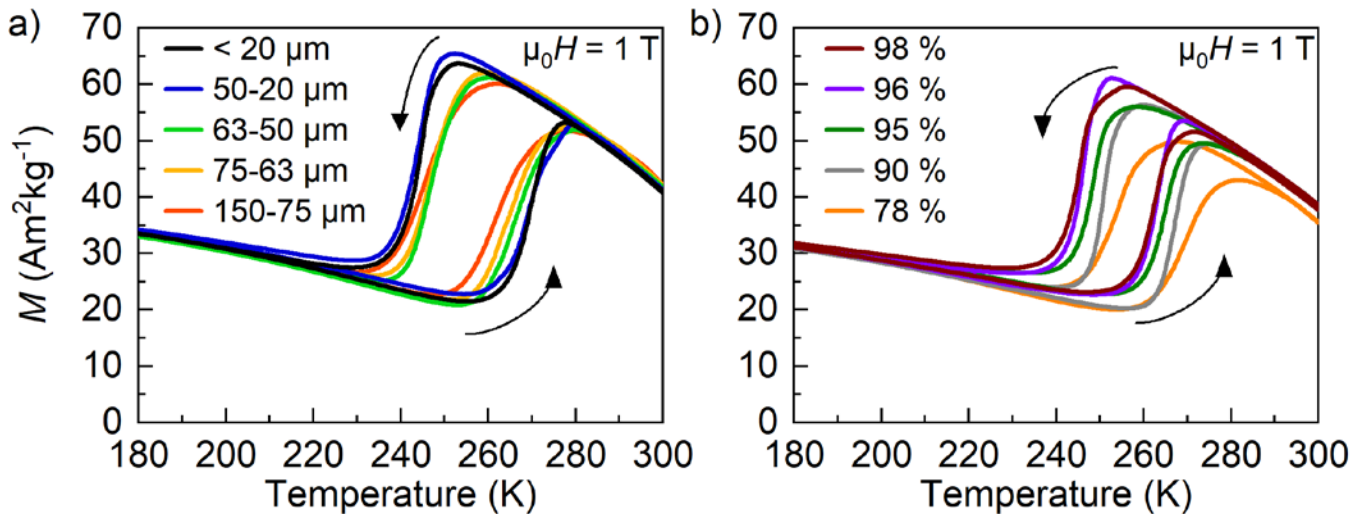 a)
M (Am²kg⁻¹)
70
60
50
40
30
20
10
0
µ₀H = 1 T
< 20 µm
50-20 µm
63-50 µm
75-63 µm
150-75 µm
180 200 220 240 260 280 300
Temperature (K)
b)
70
60
50
40
30
20
10
0
µ₀H = 1 T
98 %
96 %
95 %
90 %
78 %
180 200 220 240 260 280 300
Temperature (K)